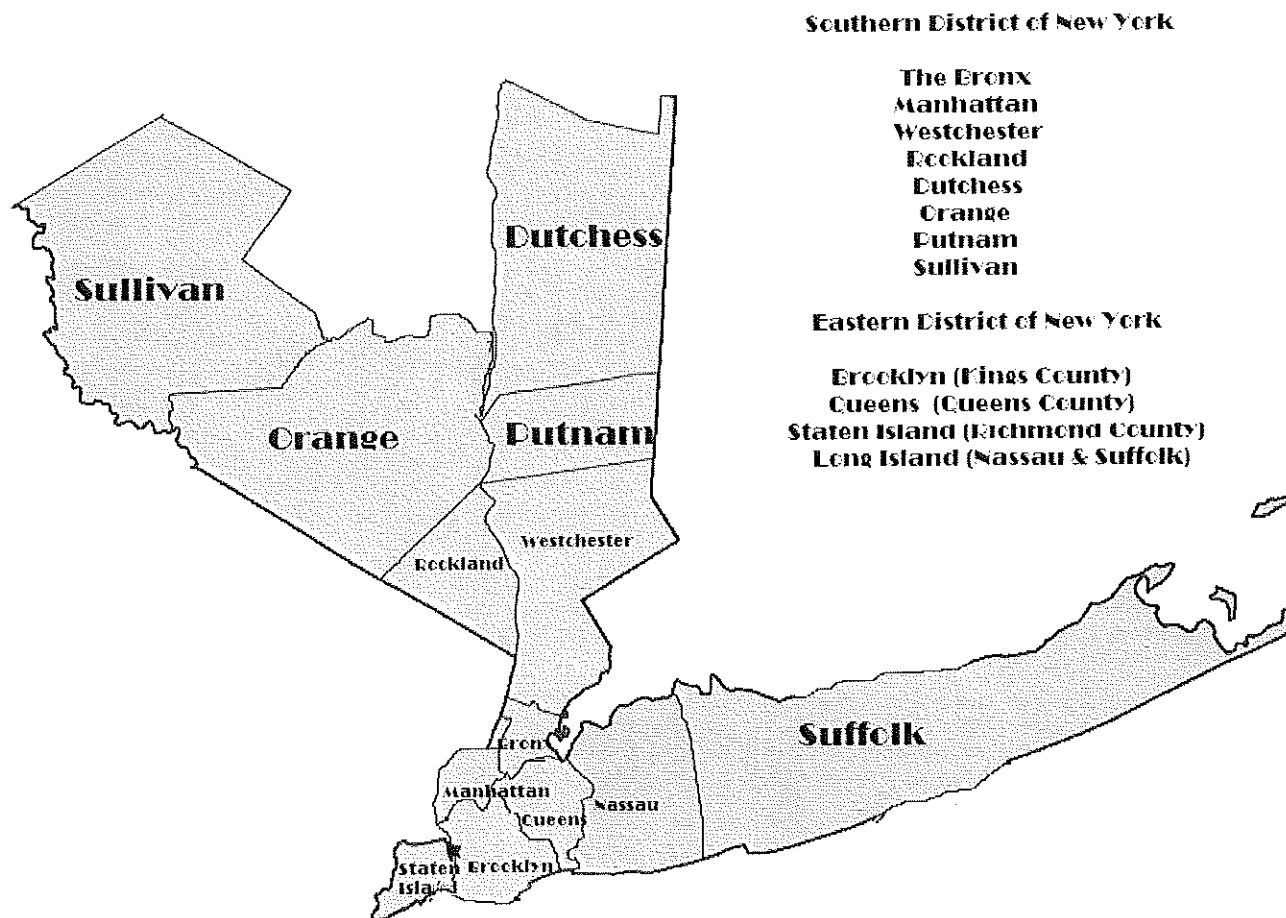 Southern District of New York
The Bronx
Manhattan
Westchester
Rockland
Dutchess
Orange
Putnam
Sullivan
Eastern District of New York
Brooklyn (Kings County)
Queens (Queens County)
Staten Island (Richmond County)
Long Island (Nassau & Suffolk)
Dutchess
Sullivan
Orange
Putnam
Westchester
Rockland
Suffolk
Bronx
Manhattan
Nassau
Queens
Staten
Brooklyn
Isla